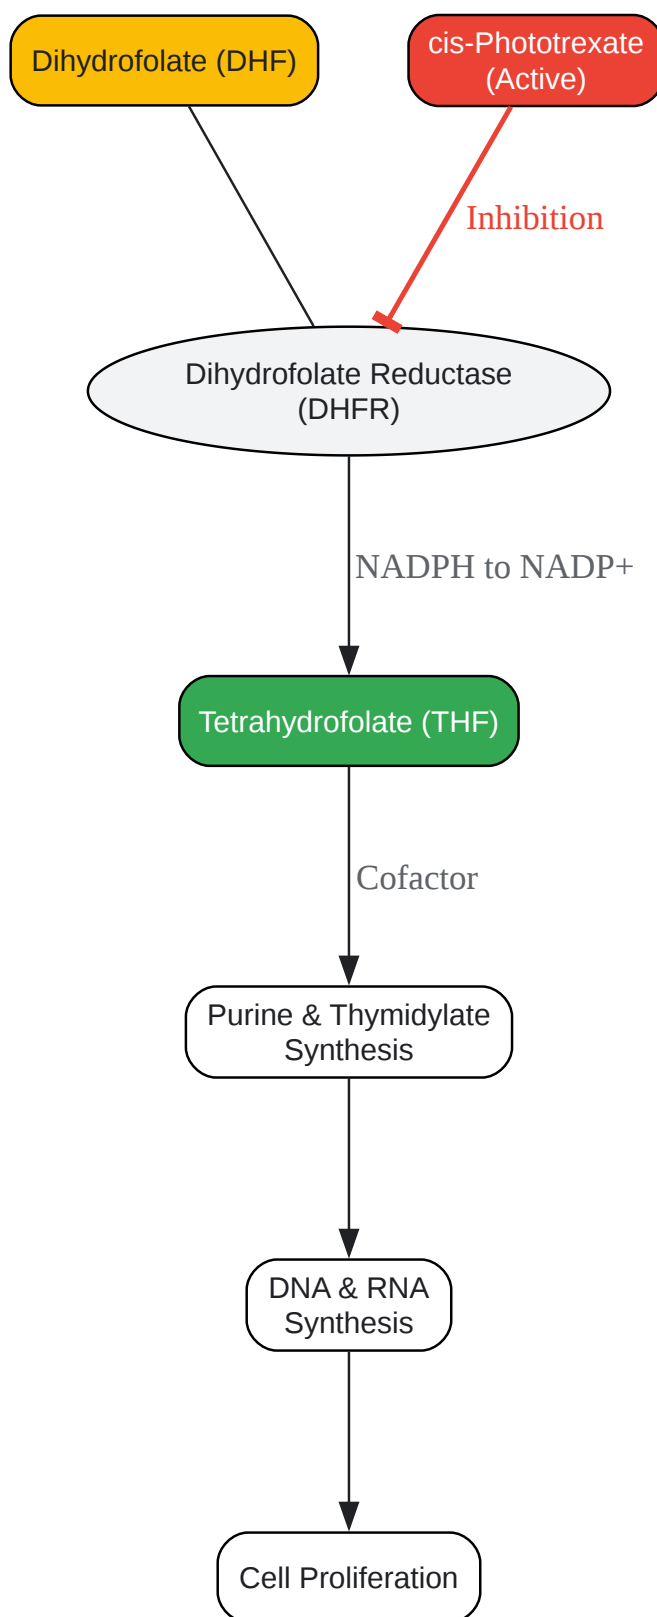 Dihydrofolate (DHF)
cis-Phototrexate
(Active)
Inhibition
Dihydrofolate Reductase
(DHFR)
NADPH to NADP+
Tetrahydrofolate (THF)
Cofactor
Purine & Thymidylate
Synthesis
DNA & RNA
Synthesis
Cell Proliferation